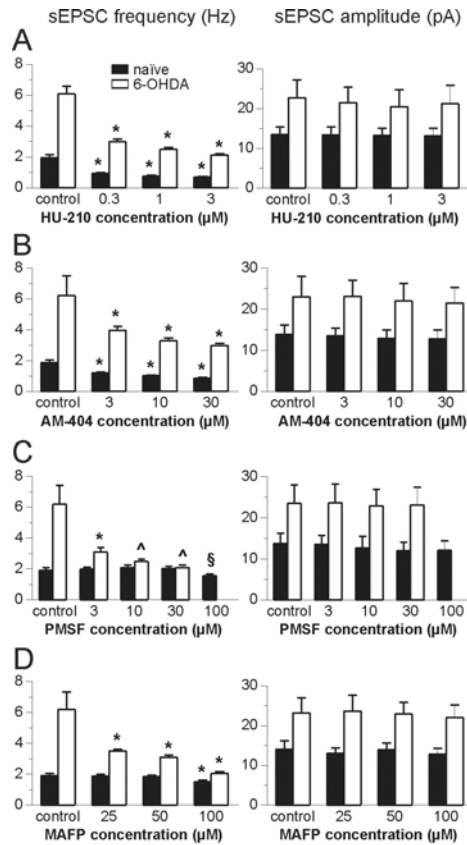 sEPSC frequency (Hz) sEPSC amplitude (pA)
A
8
6
4
2
0
naïve
6-OHDA
* * * * * *
control 0.3 1 3
HU-210 concentration (µM)
30
20
10
0
control 0.3 1 3
HU-210 concentration (µM)
B
8
6
4
2
0
* * * * * *
control 3 10 30
AM-404 concentration (µM)
30
20
10
0
control 3 10 30
AM-404 concentration (µM)
C
8
6
4
2
0
* ^ ^ §
control 3 10 30 100
PMSF concentration (µM)
30
20
10
0
control 3 10 30 100
PMSF concentration (µM)
D
8
6
4
2
0
* * * *
control 25 50 100
MAFP concentration (µM)
30
20
10
0
control 25 50 100
MAFP concentration (µM)